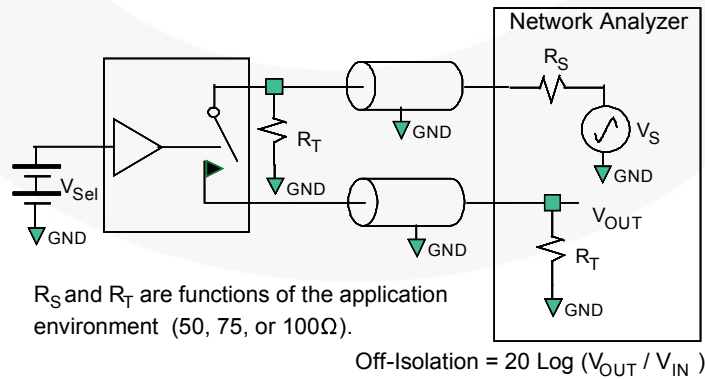 Network Analyzer
R_S
V_S
GND
GND
R_T
GND
V_Sel
GND
V_OUT
R_T
GND
GND
R_S and R_T are functions of the application
environment (50, 75, or 100Ω).
Off-Isolation = 20 Log (V_OUT / V_IN )